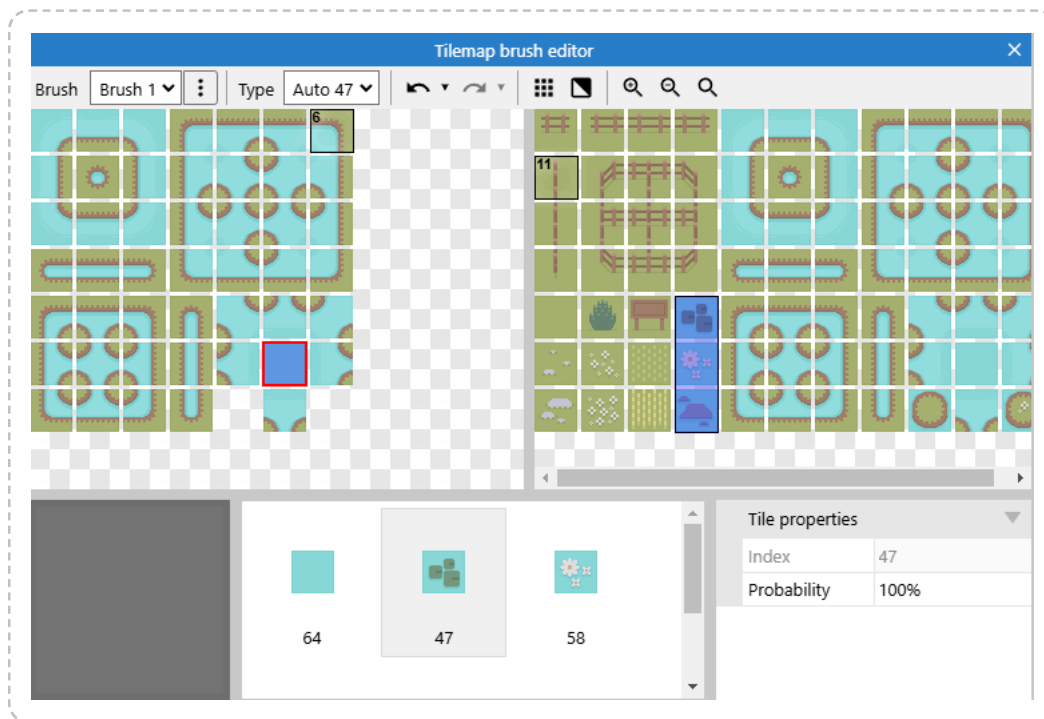 Tilemap brush editor
Brush Brush 1 Type Auto 47
6
11
Tile properties
Index 47
Probability 100%
64 47 58